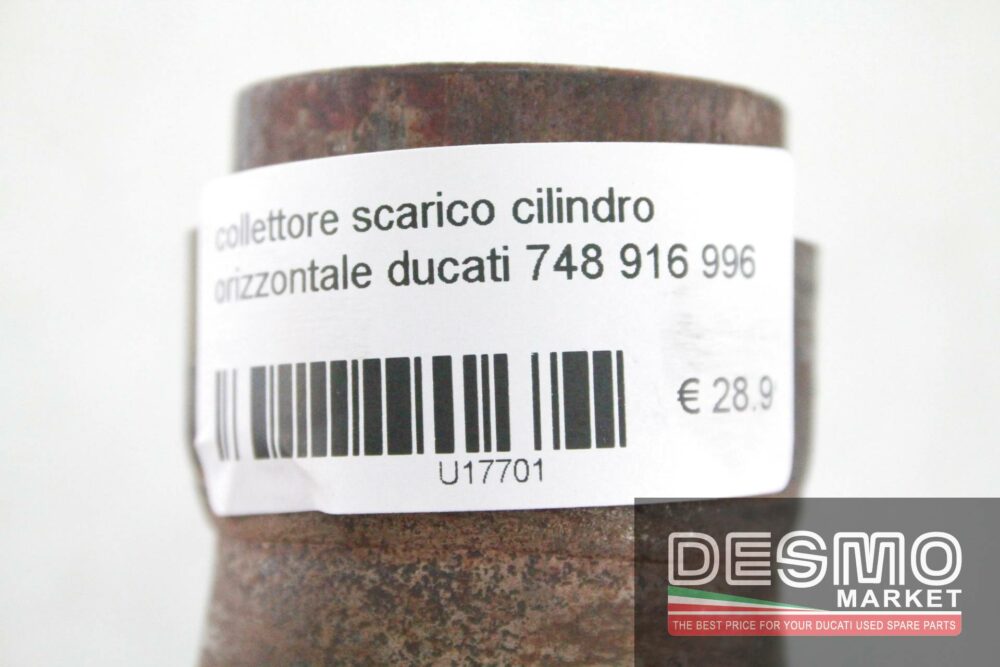 collettore scarico cilindro
orizzontale ducati 748 916 996
€ 28.9
U17701
DESMO
MARKET
THE BEST PRICE FOR YOUR DUCATI USED SPARE PARTS